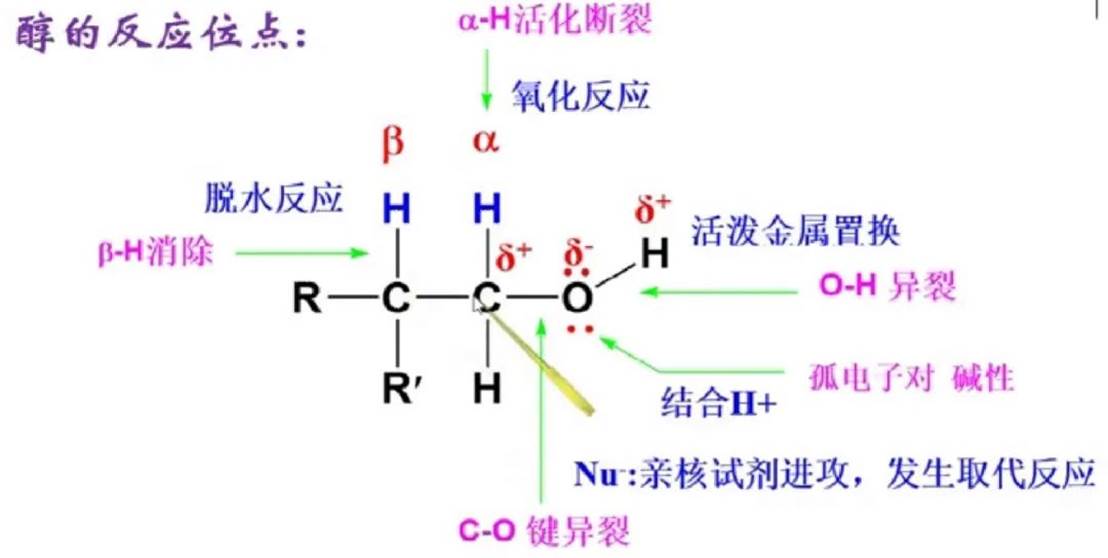 醇的反应位点:
α-H活化断裂
氧化反应
β α
脱水反应
H H
δ+
δ+ δ-
H
活泼金属置换
β-H消除
R C C O
O-H 异裂
孤电子对 碱性
R′ H
结合H+
Nu-:亲核试剂进攻，发生取代反应
C-O 键异裂